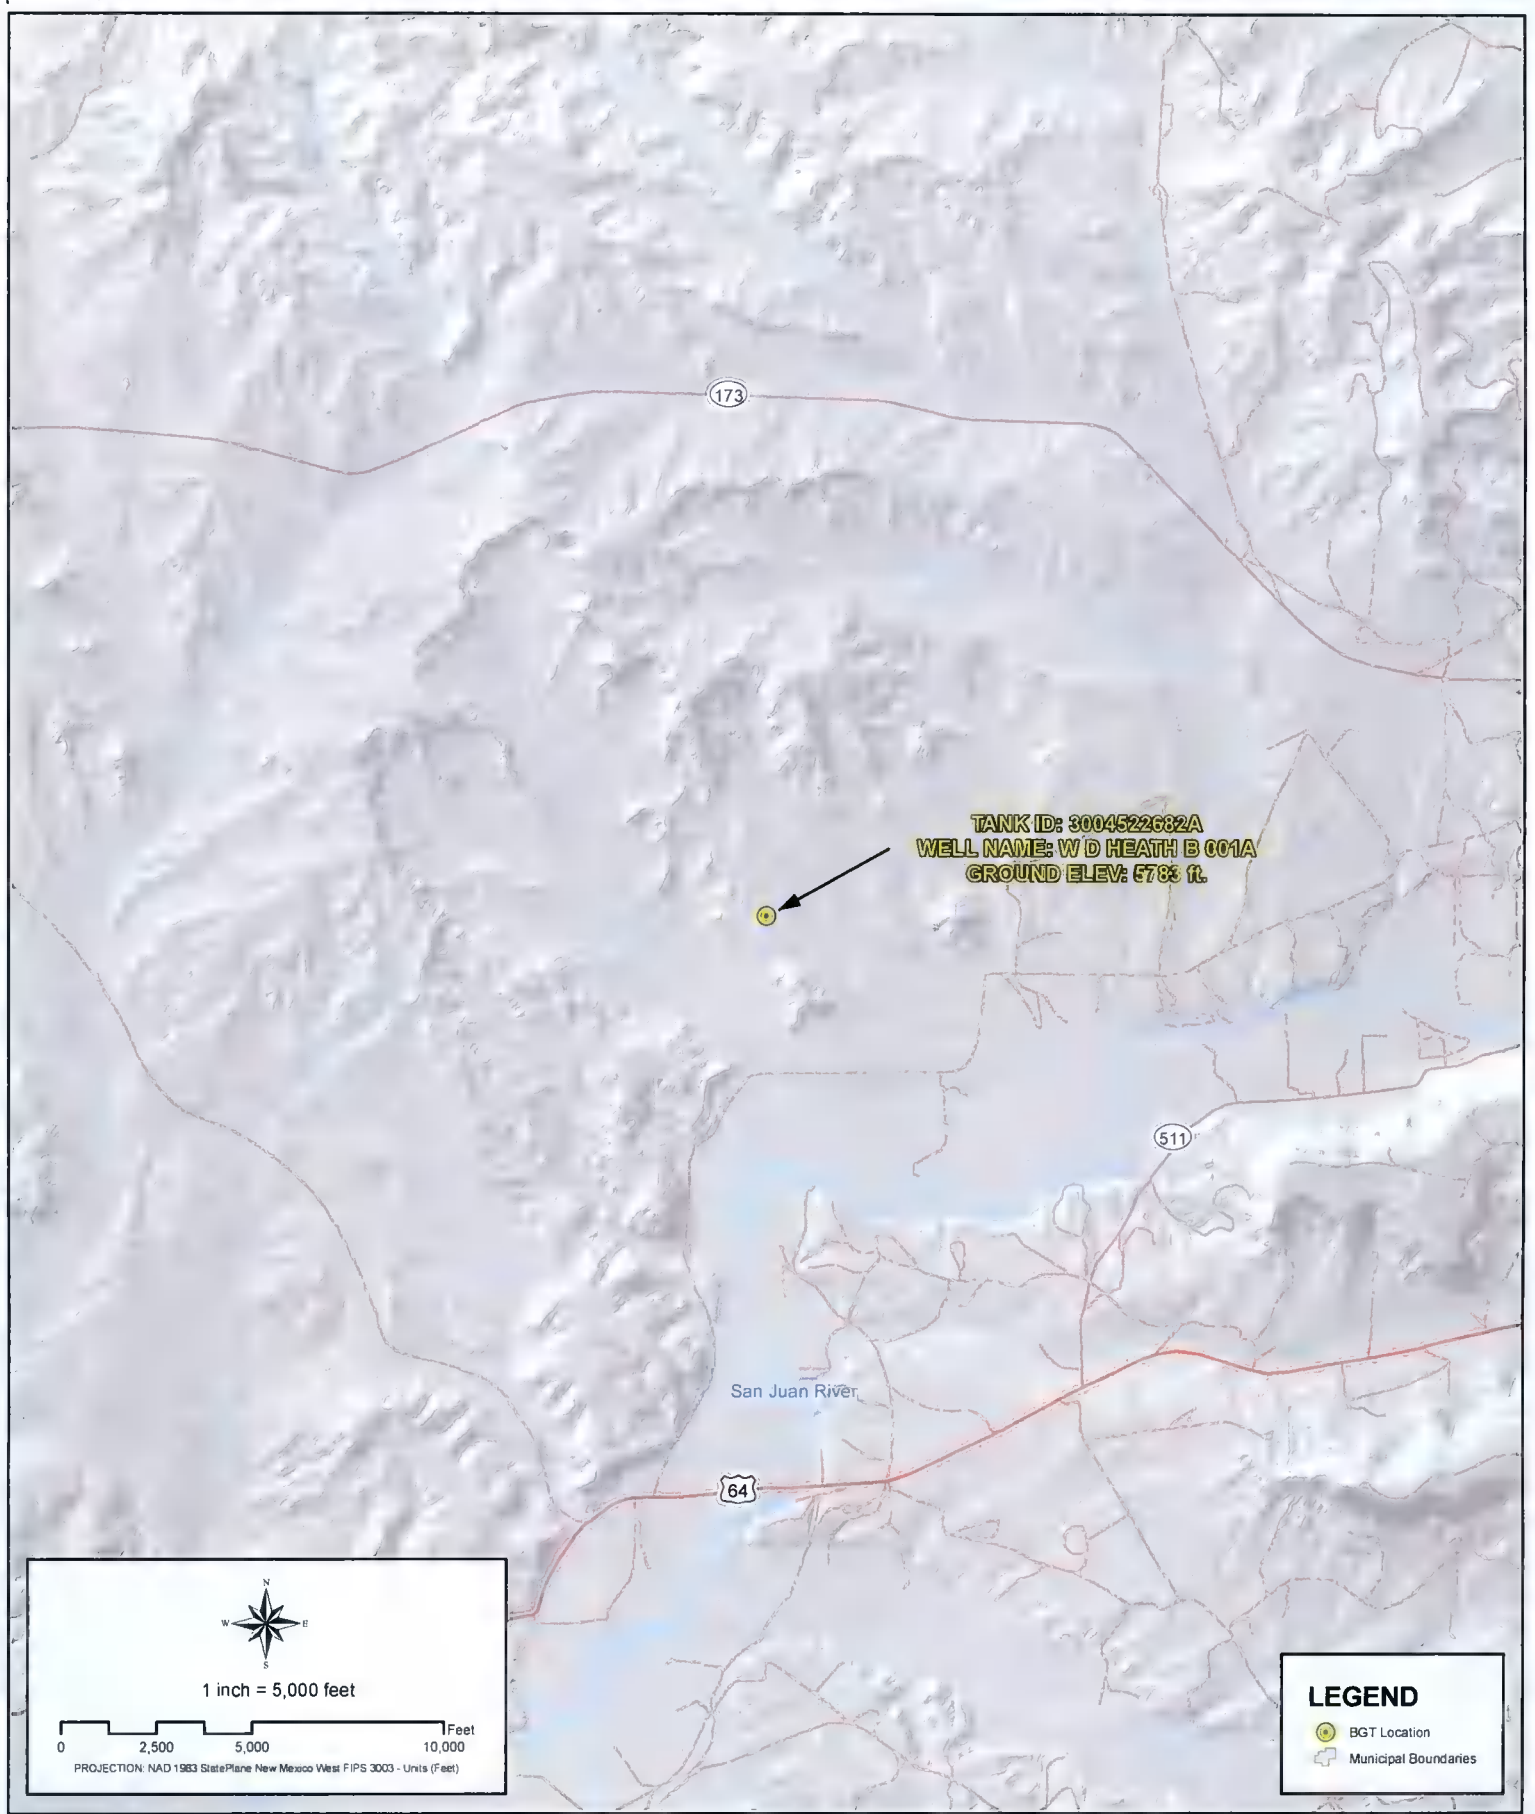 173
TANK ID: 3004522682A
WELL NAME: W D HEATH B 001A
GROUND ELEV: 5783 ft.
511
San Juan River
64
N
W E
S
1 inch = 5,000 feet
Feet
0 2,500 5,000 10,000
PROJECTION: NAD 1983 StatePlane New Mexico West FIPS 3003 - Units (Feet)
LEGEND
BGT Location
Municipal Boundaries